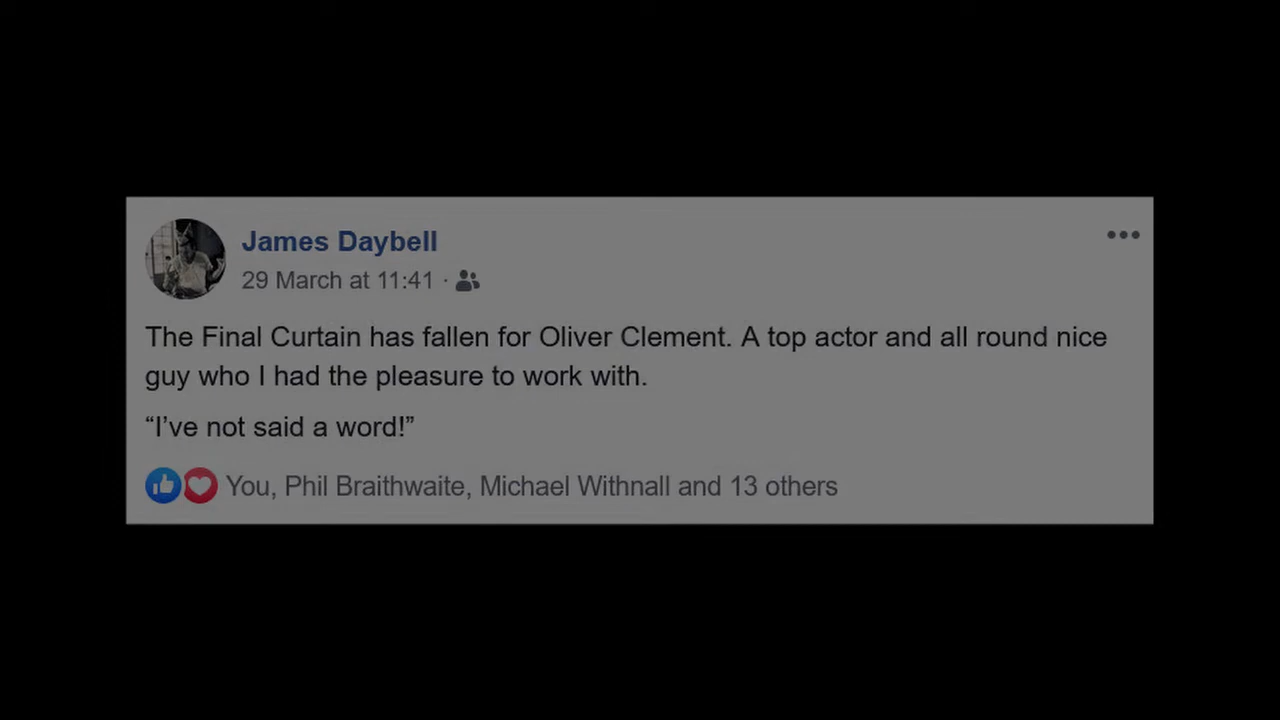 James Daybell
29 March at 11:41 ·
The Final Curtain has fallen for Oliver Clement. A top actor and all round nice
guy who I had the pleasure to work with.
“I’ve not said a word!”
You, Phil Braithwaite, Michael Withnall and 13 others